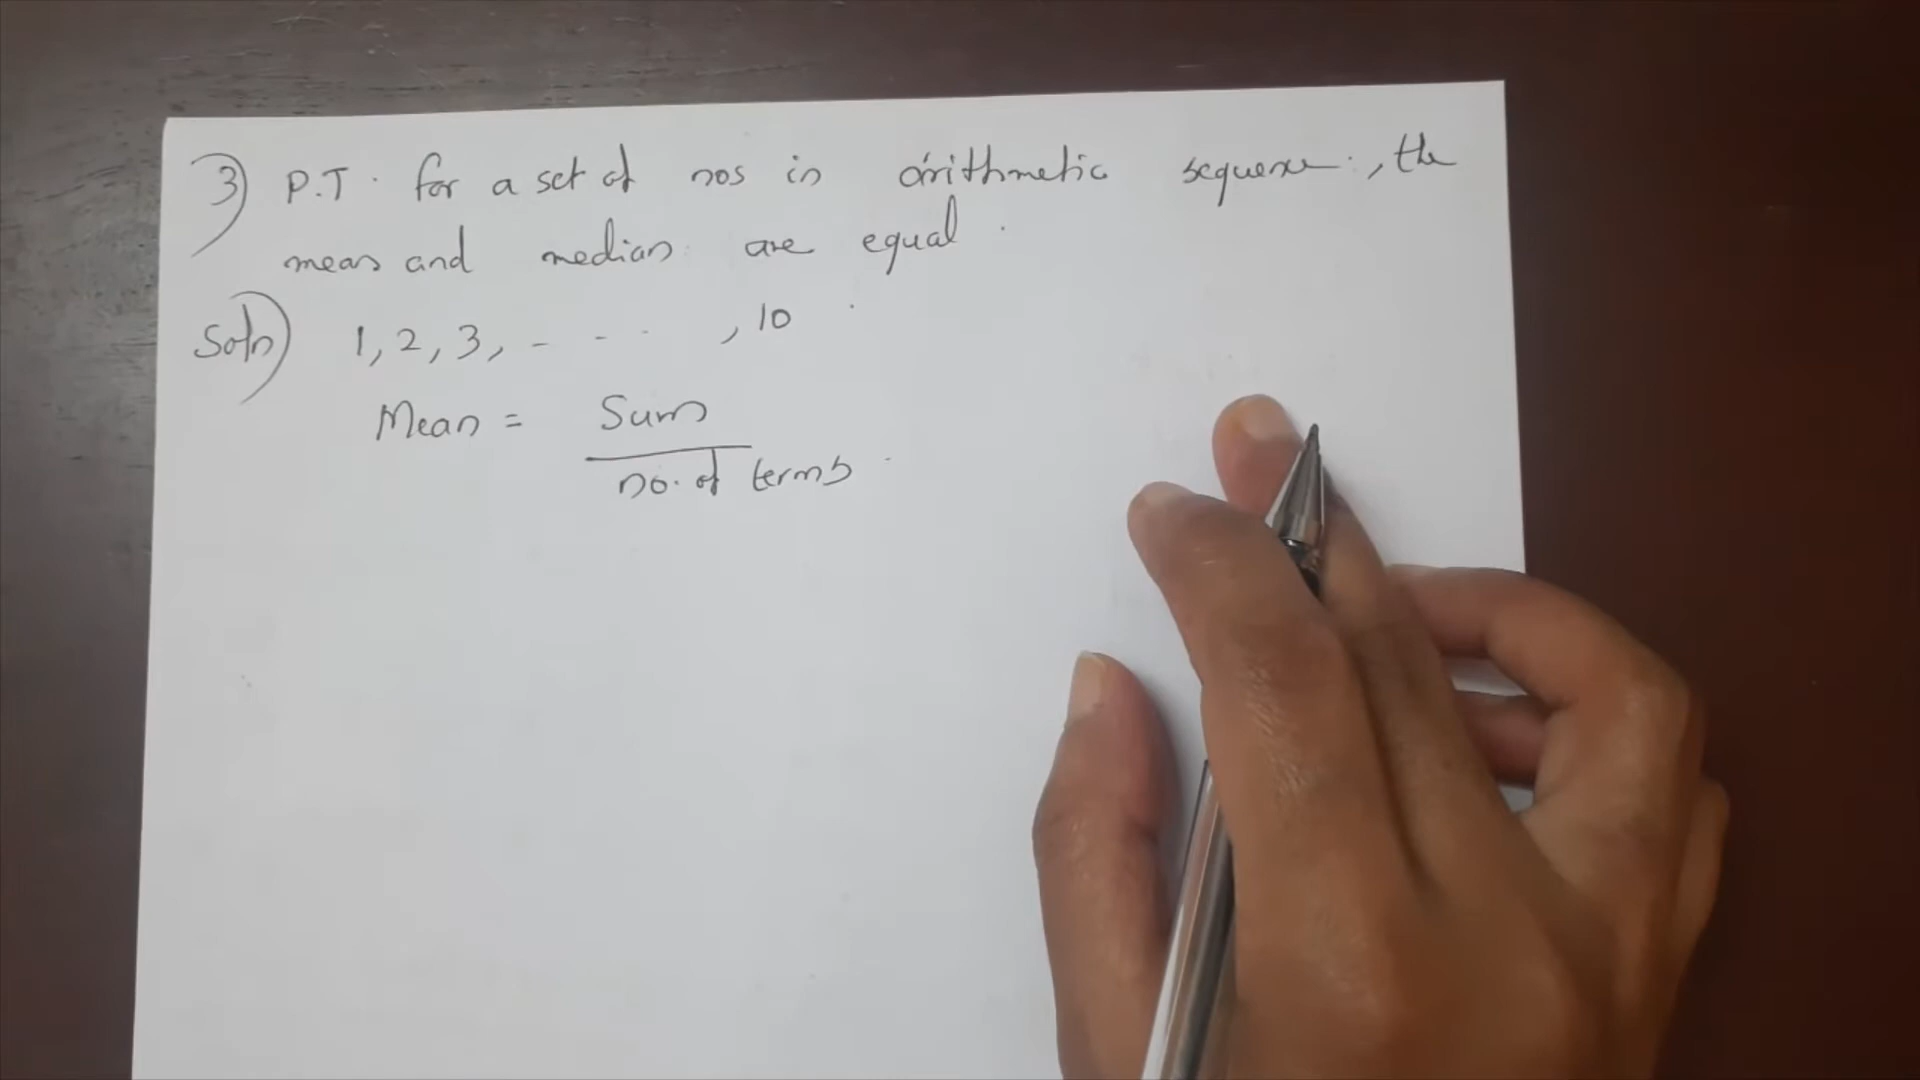 3) P.T. for a set of nos in arithmetic sequence, the
mean and median are equal.
Soln) 1, 2, 3, - - - , 10
Mean = Sum
no. of terms